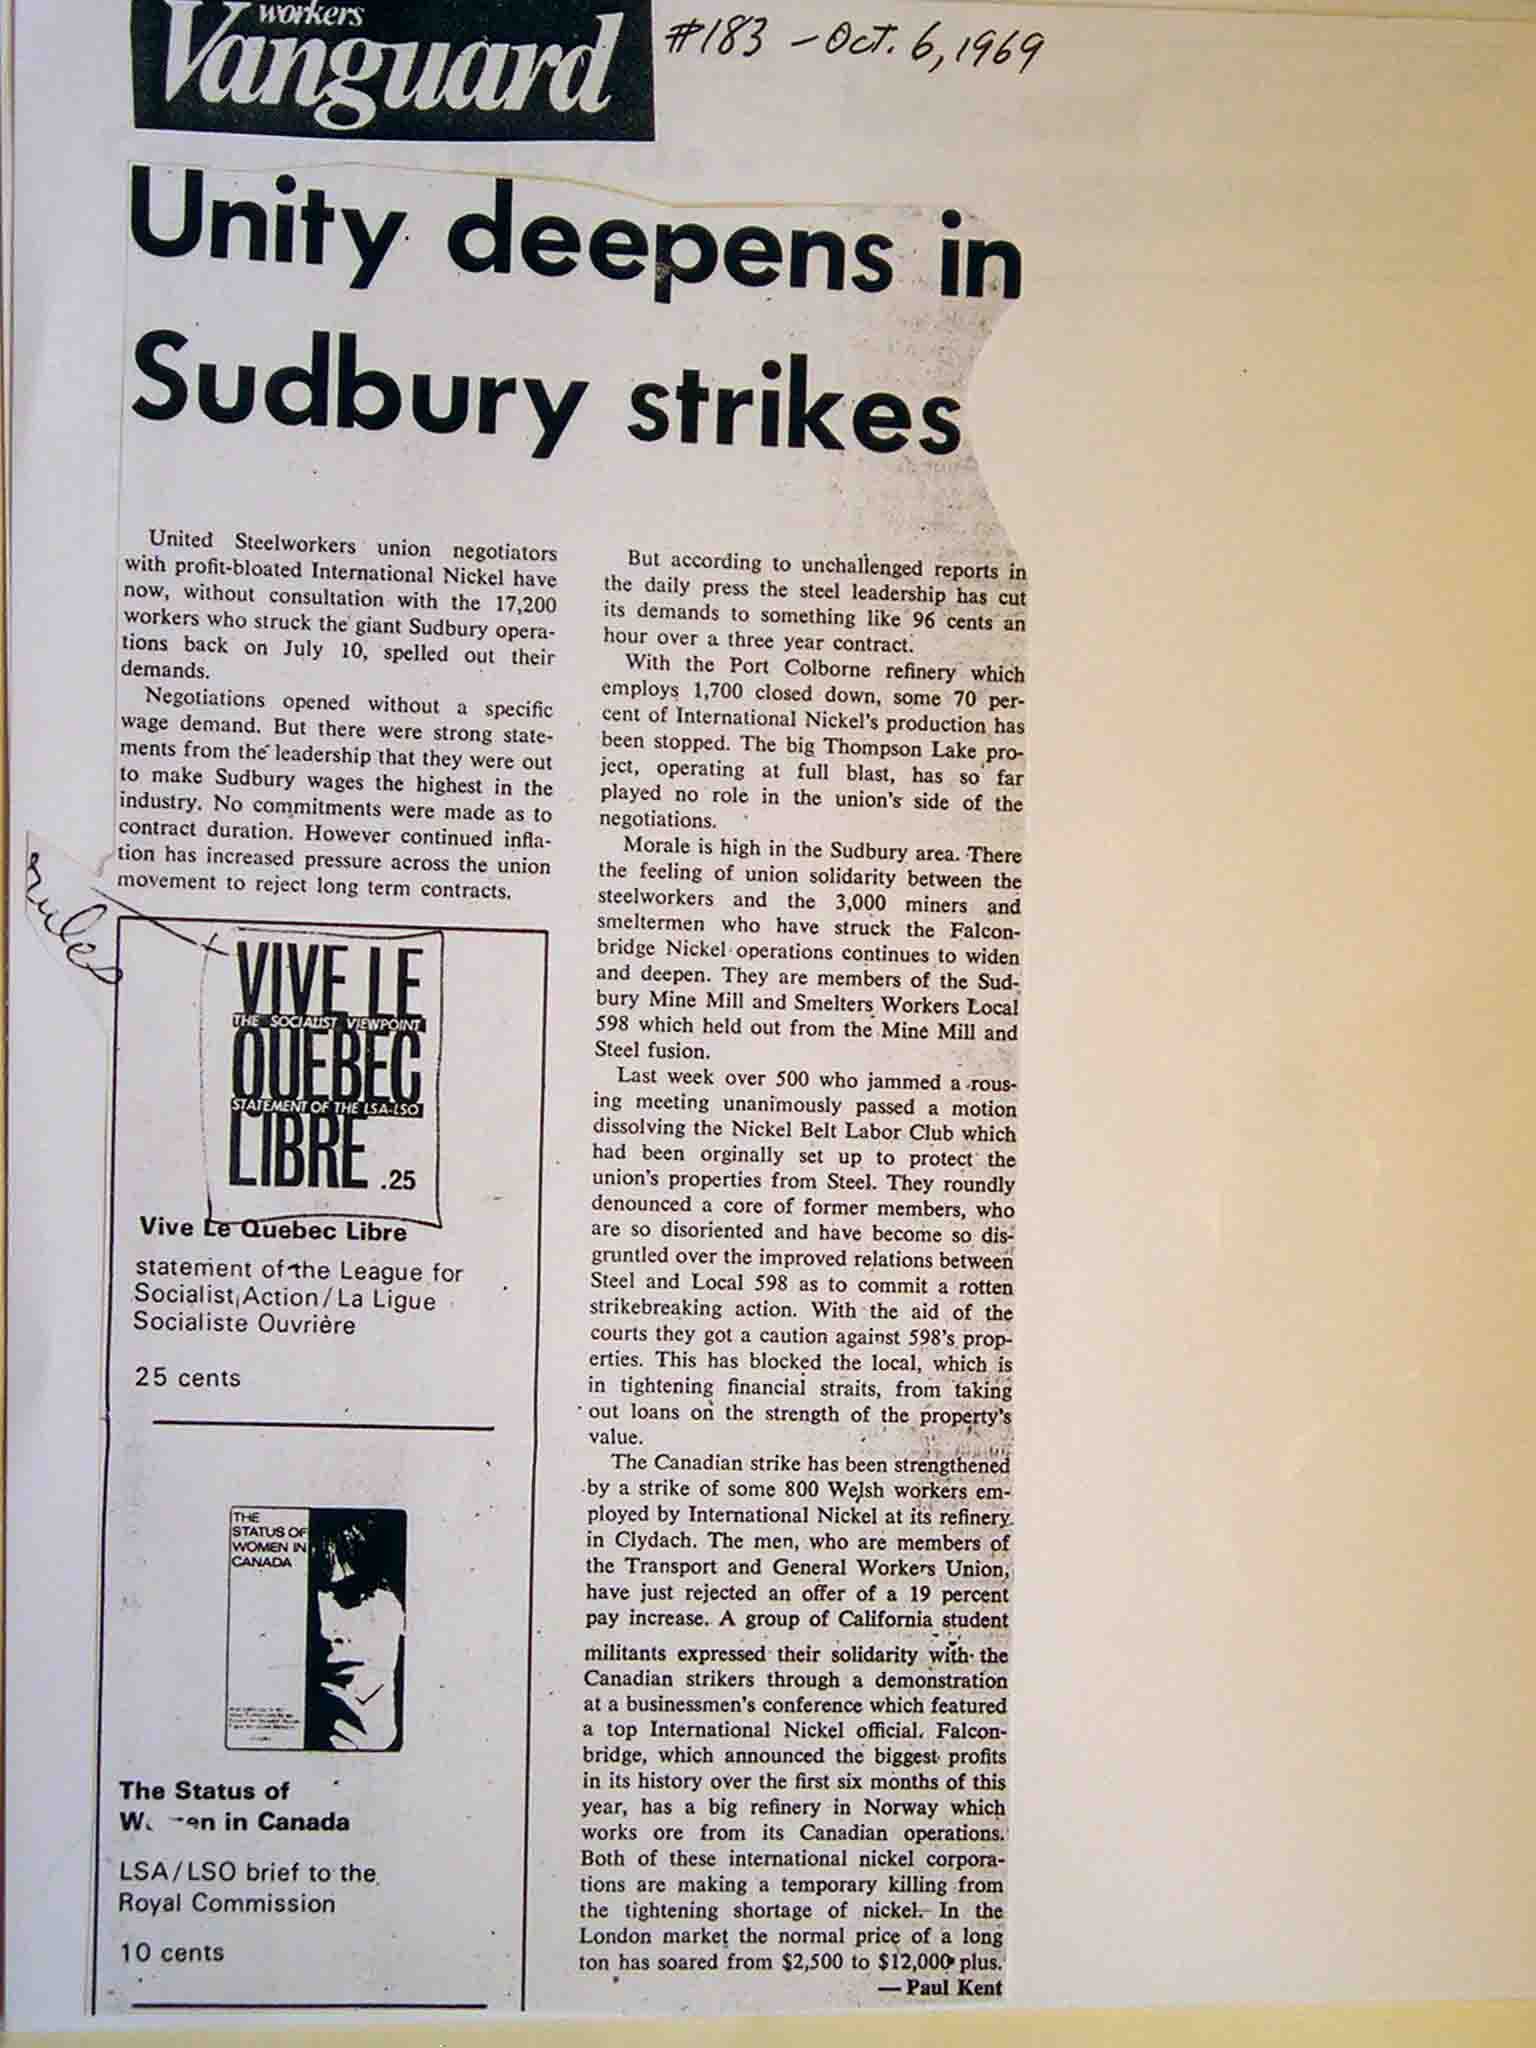 workers
Vanguard
#183 – Oct. 6, 1969
Unity deepens in
Sudbury strikes
United Steelworkers union negotiators
with profit-bloated International Nickel have
now, without consultation with the 17,200
workers who struck the giant Sudbury opera-
tions back on July 10, spelled out their
demands.
Negotiations opened without a specific
wage demand. But there were strong state-
ments from the leadership that they were out
to make Sudbury wages the highest in the
industry. No commitments were made as to
contract duration. However continued infla-
tion has increased pressure across the union
movement to reject long term contracts.
rules
VIVE LE
THE SOCIALIST VIEWPOINT
QUEBEC
STATEMENT OF THE LSA-LSO
LIBRE .25
Vive Le Quebec Libre
statement of the League for
Socialist Action / La Ligue
Socialiste Ouvrière
25 cents
THE
STATUS OF
WOMEN IN
CANADA
The Status of
en in Canada
LSA / LSO brief to the
Royal Commission
10 cents
But according to unchallenged reports in
the daily press the steel leadership has cut
its demands to something like 96 cents an
hour over a three year contract.
With the Port Colborne refinery which
employs 1,700 closed down, some 70 per-
cent of International Nickel's production has
been stopped. The big Thompson Lake pro-
ject, operating at full blast, has so far
played no role in the union's side of the
negotiations.
Morale is high in the Sudbury area. There
the feeling of union solidarity between the
steelworkers and the 3,000 miners and
smeltermen who have struck the Falcon-
bridge Nickel operations continues to widen
and deepen. They are members of the Sud-
bury Mine Mill and Smelters Workers Local
598 which held out from the Mine Mill and
Steel fusion.
Last week over 500 who jammed a rous-
ing meeting unanimously passed a motion
dissolving the Nickel Belt Labor Club which
had been orginally set up to protect the
union's properties from Steel. They roundly
denounced a core of former members, who
are so disoriented and have become so dis-
gruntled over the improved relations between
Steel and Local 598 as to commit a rotten
strikebreaking action. With the aid of the
courts they got a caution against 598's prop-
erties. This has blocked the local, which is
in tightening financial straits, from taking
out loans on the strength of the property's
value.
The Canadian strike has been strengthened
by a strike of some 800 Welsh workers em-
ployed by International Nickel at its refinery
in Clydach. The men, who are members of
the Transport and General Workers Union,
have just rejected an offer of a 19 percent
pay increase. A group of California student
militants expressed their solidarity with the
Canadian strikers through a demonstration
at a businessmen's conference which featured
a top International Nickel official. Falcon-
bridge, which announced the biggest profits
in its history over the first six months of this
year, has a big refinery in Norway which
works ore from its Canadian operations.
Both of these international nickel corpora-
tions are making a temporary killing from
the tightening shortage of nickel. In the
London market the normal price of a long
ton has soared from $2,500 to $12,000 plus.
— Paul Kent